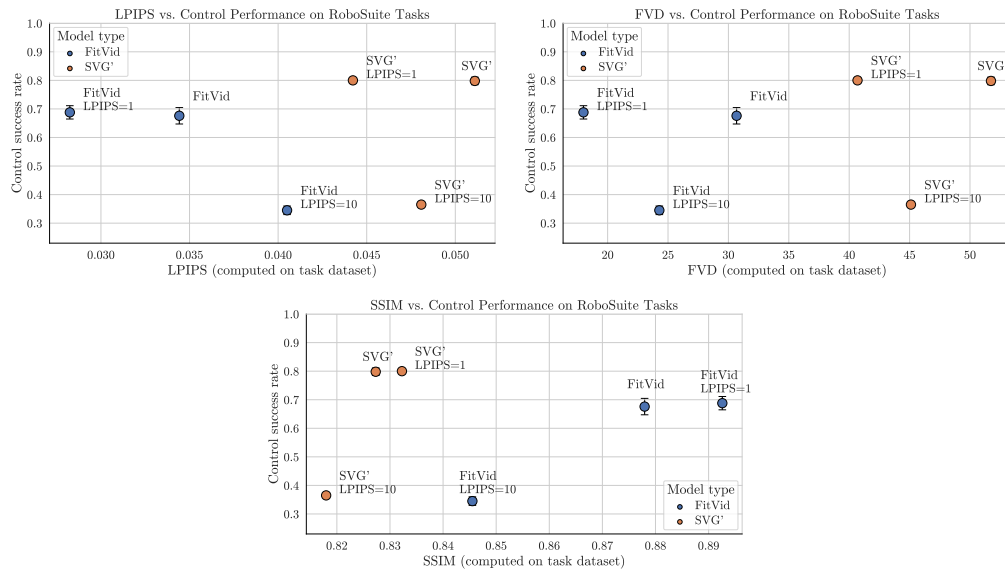 LPIPS vs. Control Performance on RoboSuite Tasks
Control success rate
1.0
0.9
0.8
0.7
0.6
0.5
0.4
0.3
Model type
FitVid
SVG'
FitVid
LPIPS=1
FitVid
SVG'
LPIPS=1
SVG'
FitVid
LPIPS=10
SVG'
LPIPS=10
0.030
0.035
0.040
0.045
0.050
LPIPS (computed on task dataset)
FVD vs. Control Performance on RoboSuite Tasks
Control success rate
1.0
0.9
0.8
0.7
0.6
0.5
0.4
0.3
Model type
FitVid
SVG'
FitVid
LPIPS=1
FitVid
SVG'
LPIPS=1
SVG
FitVid
LPIPS=10
SVG'
LPIPS=10
20
25
30
35
40
45
50
FVD (computed on task dataset)
SSIM vs. Control Performance on RoboSuite Tasks
Control success rate
1.0
0.9
0.8
0.7
0.6
0.5
0.4
0.3
SVG'
SVG'
LPIPS=1
FitVid
FitVid
LPIPS=1
SVG'
LPIPS=10
FitVid
LPIPS=10
Model type
FitVid
SVG'
0.82
0.83
0.84
0.85
0.86
0.87
0.88
0.89
SSIM (computed on task dataset)